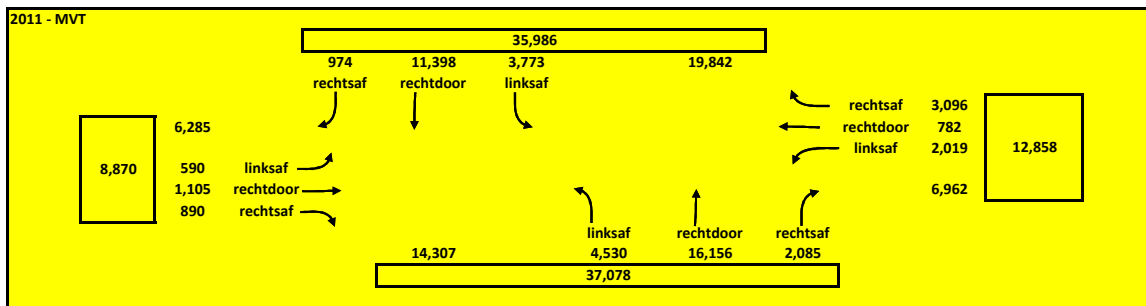 2011 - MVT
35,986
974 11,398 3,773 19,842
rechtsaf rechtdoor linksaf
rechtsaf 3,096
6,285 rechtdoor 782
linksaf 2,019 12,858
8,870 590 linksaf
1,105 rechtdoor 6,962
890 rechtsaf
linksaf rechtdoor rechtsaf
14,307 4,530 16,156 2,085
37,078